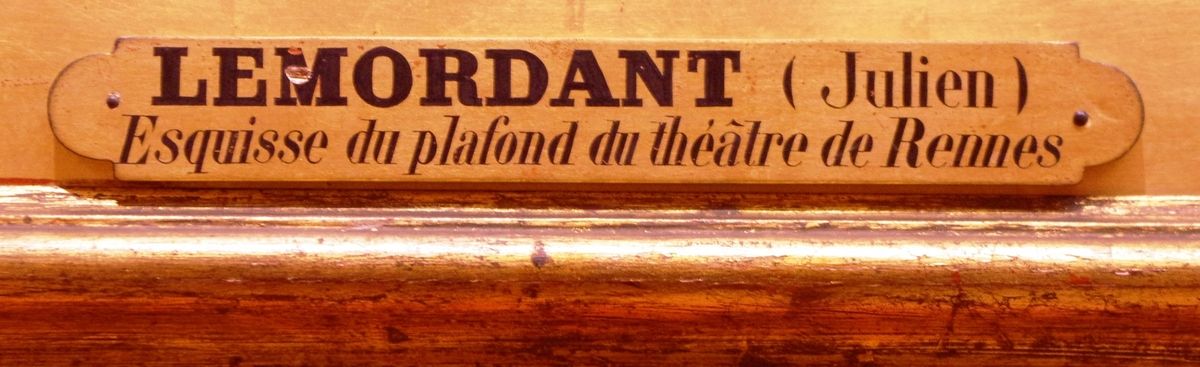 LEMORDANT (Julien)
Esquisse du plafond du théâtre de Rennes